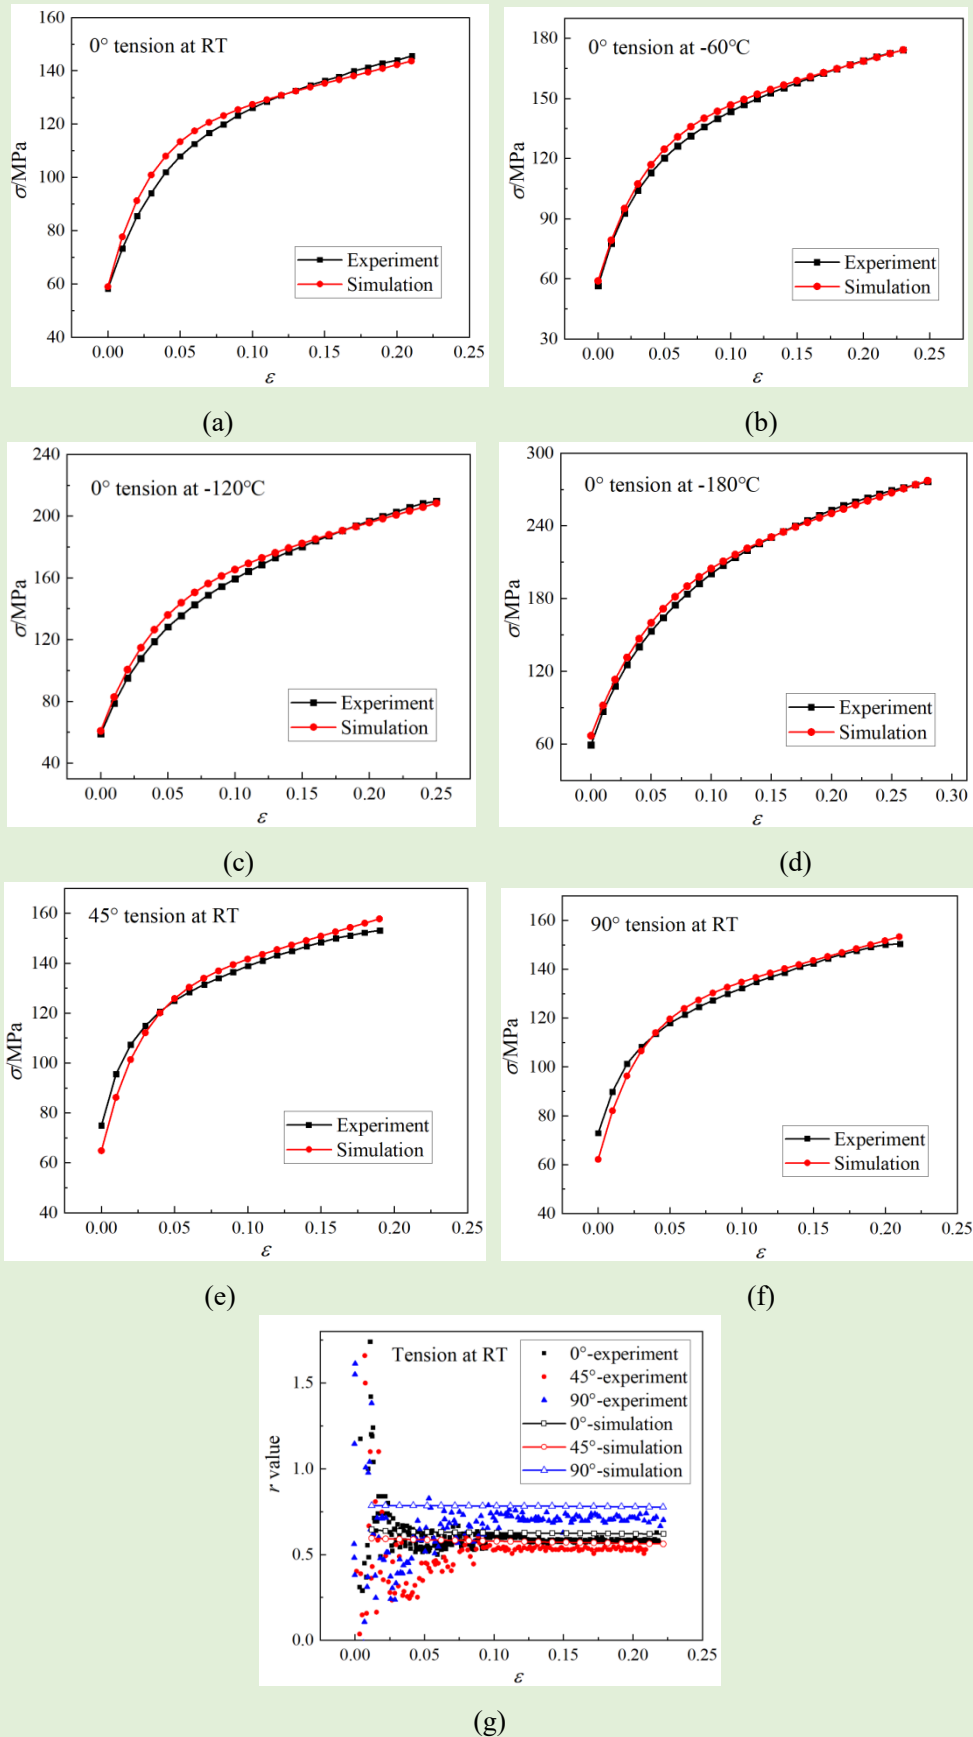 160
140
120
100
80
60
40
σ/MPa
0° tension at RT
Experiment
Simulation
0.00 0.05 0.10 0.15 0.20 0.25
ε
(a)
180
150
120
90
60
30
σ/MPa
0° tension at -60℃
Experiment
Simulation
0.00 0.05 0.10 0.15 0.20 0.25
ε
(b)
240
200
160
120
80
40
σ/MPa
0° tension at -120℃
Experiment
Simulation
0.00 0.05 0.10 0.15 0.20 0.25
ε
(c)
300
240
180
120
60
σ/MPa
0° tension at -180℃
Experiment
Simulation
0.00 0.05 0.10 0.15 0.20 0.25 0.30
ε
(d)
160
140
120
100
80
60
40
σ/MPa
45° tension at RT
Experiment
Simulation
0.00 0.05 0.10 0.15 0.20 0.25
ε
(e)
160
140
120
100
80
60
40
σ/MPa
90° tension at RT
Experiment
Simulation
0.00 0.05 0.10 0.15 0.20 0.25
ε
(f)
1.5
1.0
0.5
0.0
r value
Tension at RT
0°-experiment
45°-experiment
90°-experiment
0°-simulation
45°-simulation
90°-simulation
0.00 0.05 0.10 0.15 0.20 0.25
ε
(g)